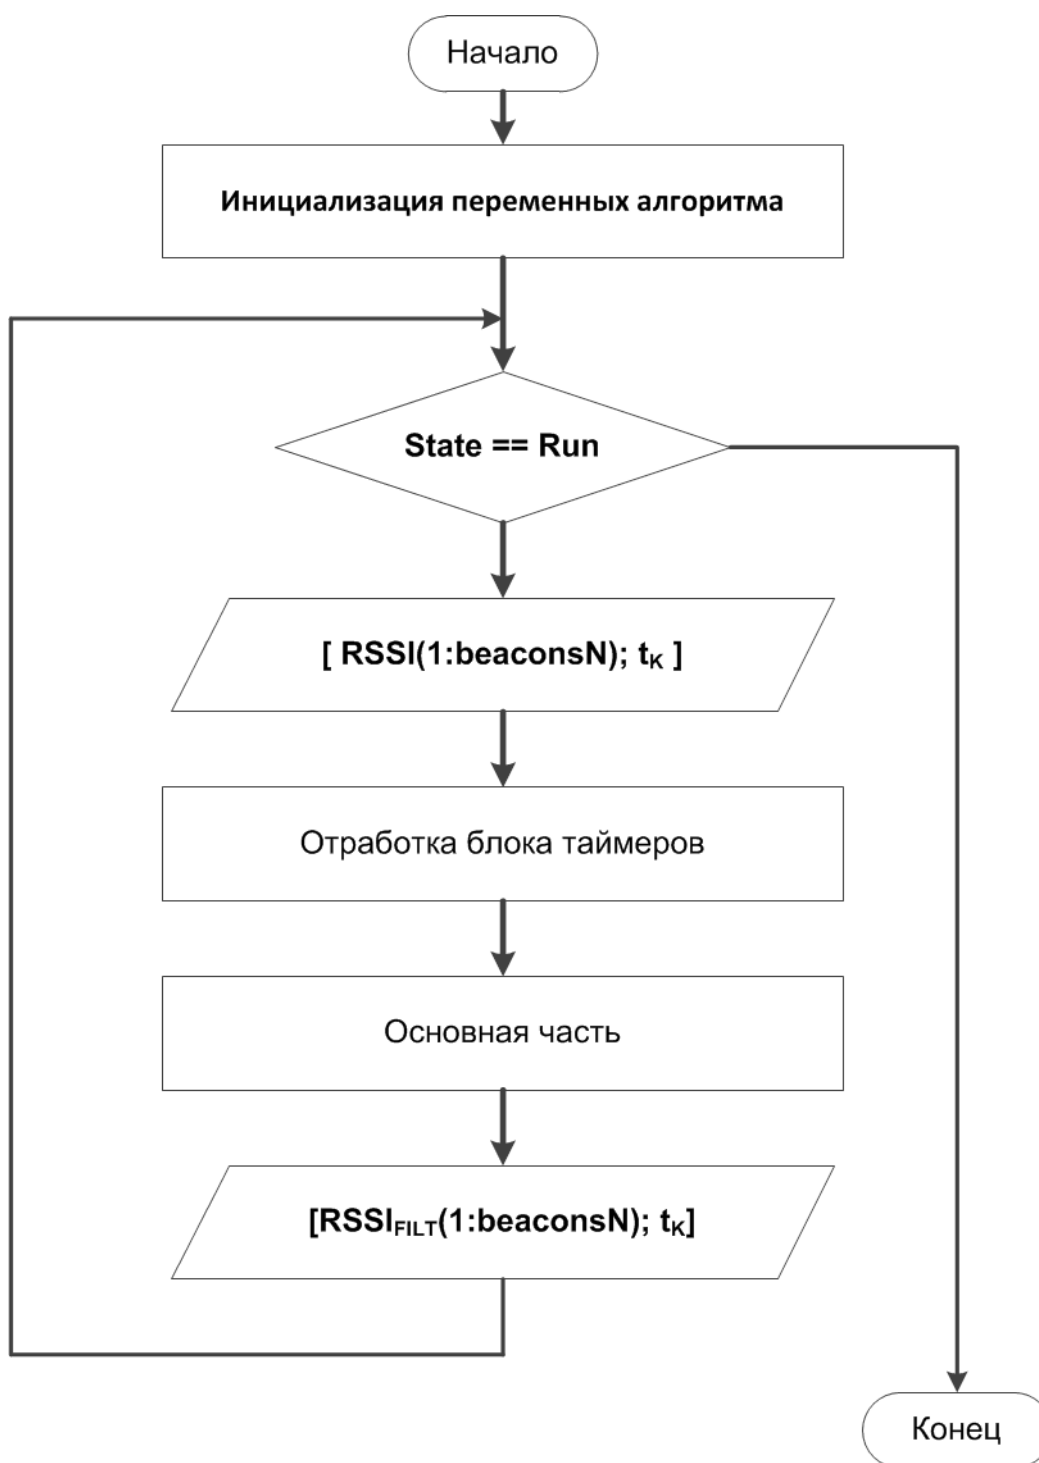 Начало
Инициализация переменных алгоритма
State == Run
[ RSSI(1:beaconsN); tK ]
Отработка блока таймеров
Основная часть
[RSSIFILT(1:beaconsN); tK]
Конец